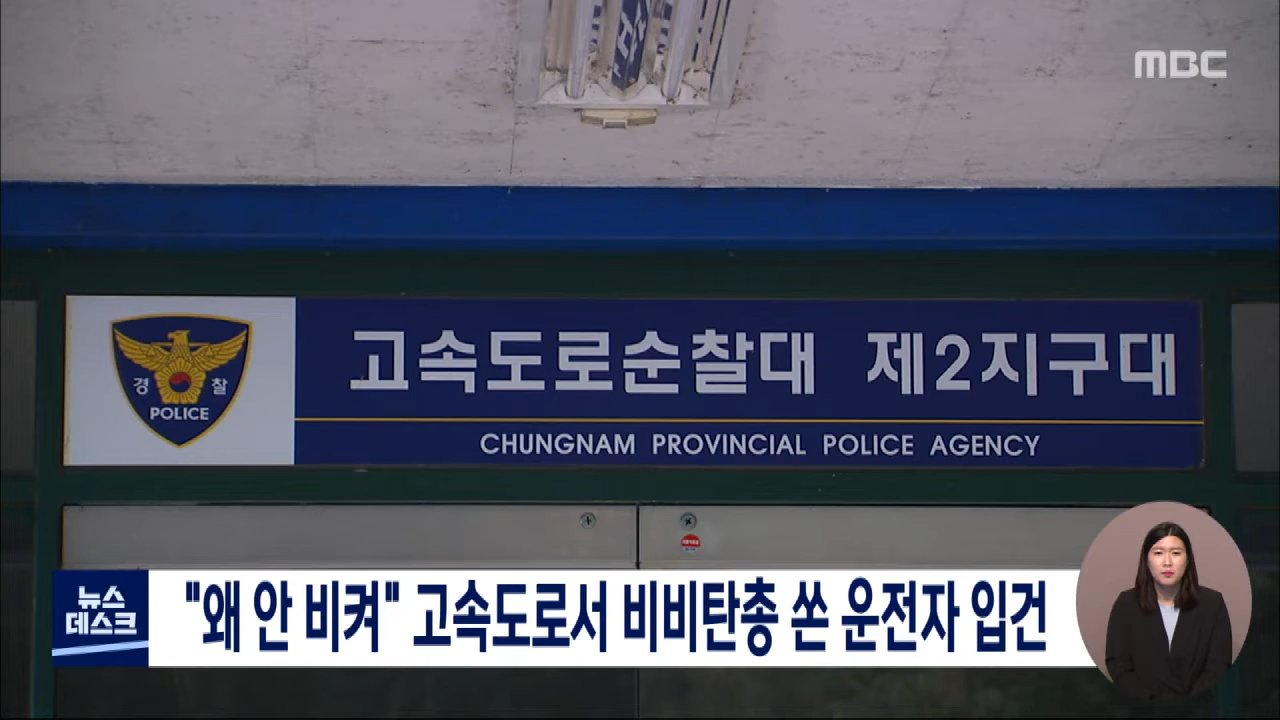 MBC
고속도로순찰대 제2지구대
경찰
POLICE
CHUNGNAM PROVINCIAL POLICE AGENCY
뉴스
데스크
"왜 안 비켜" 고속도로서 비비탄총 쏜 운전자 입건